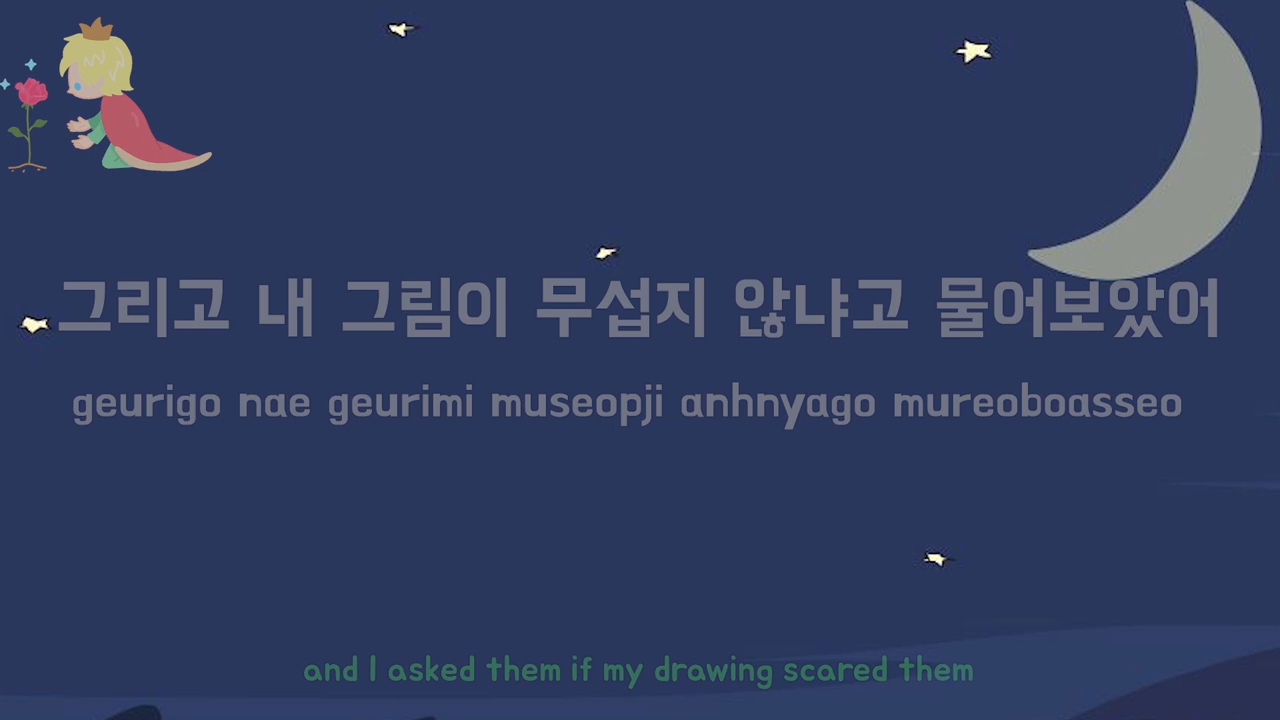 그리고 내 그림이 무섭지 않냐고 물어보았어
geurigo nae geurimi museopji anhnyago mureoboasseo
and I asked them if my drawing scared them